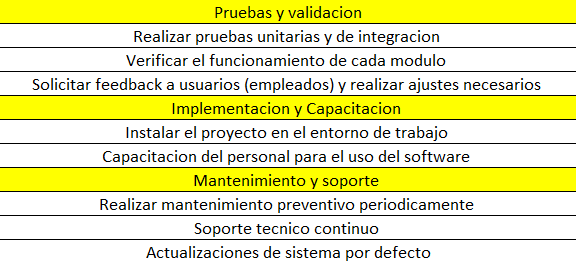 Pruebas y validacion
Realizar pruebas unitarias y de integracion
Verificar el funcionamiento de cada modulo
Solicitar feedback a usuarios (empleados) y realizar ajustes necesarios
Implementacion y Capacitacion
Instalar el proyecto en el entorno de trabajo
Capacitacion del personal para el uso del software
Mantenimiento y soporte
Realizar mantenimiento preventivo periodicamente
Soporte tecnico continuo
Actualizaciones de sistema por defecto